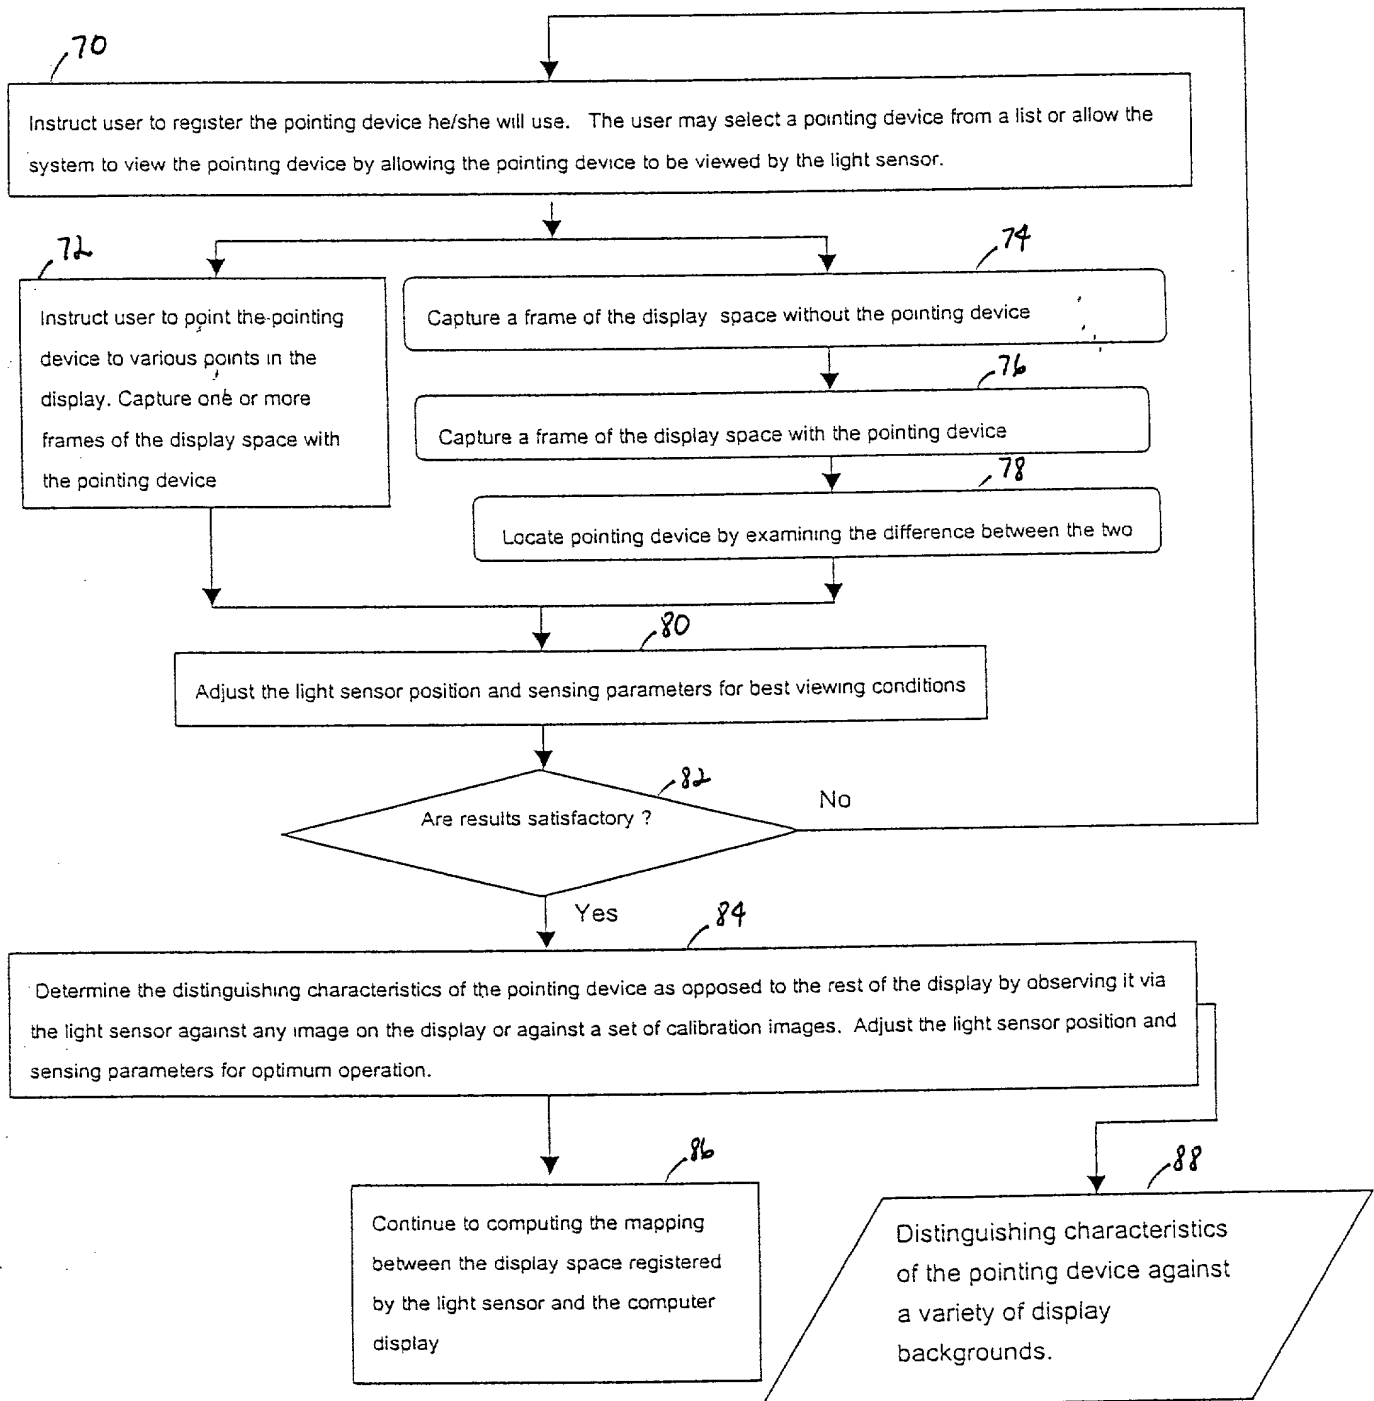 70
Instruct user to register the pointing device he/she will use. The user may select a pointing device from a list or allow the
system to view the pointing device by allowing the pointing device to be viewed by the light sensor.
72
Instruct user to point the pointing
device to various points in the
display. Capture one or more
frames of the display space with
the pointing device
74
Capture a frame of the display space without the pointing device
76
Capture a frame of the display space with the pointing device
78
Locate pointing device by examining the difference between the two
80
Adjust the light sensor position and sensing parameters for best viewing conditions
82
Are results satisfactory ?
No
Yes
84
Determine the distinguishing characteristics of the pointing device as opposed to the rest of the display by observing it via
the light sensor against any image on the display or against a set of calibration images. Adjust the light sensor position and
sensing parameters for optimum operation.
86
Continue to computing the mapping
between the display space registered
by the light sensor and the computer
display
88
Distinguishing characteristics
of the pointing device against
a variety of display
backgrounds.